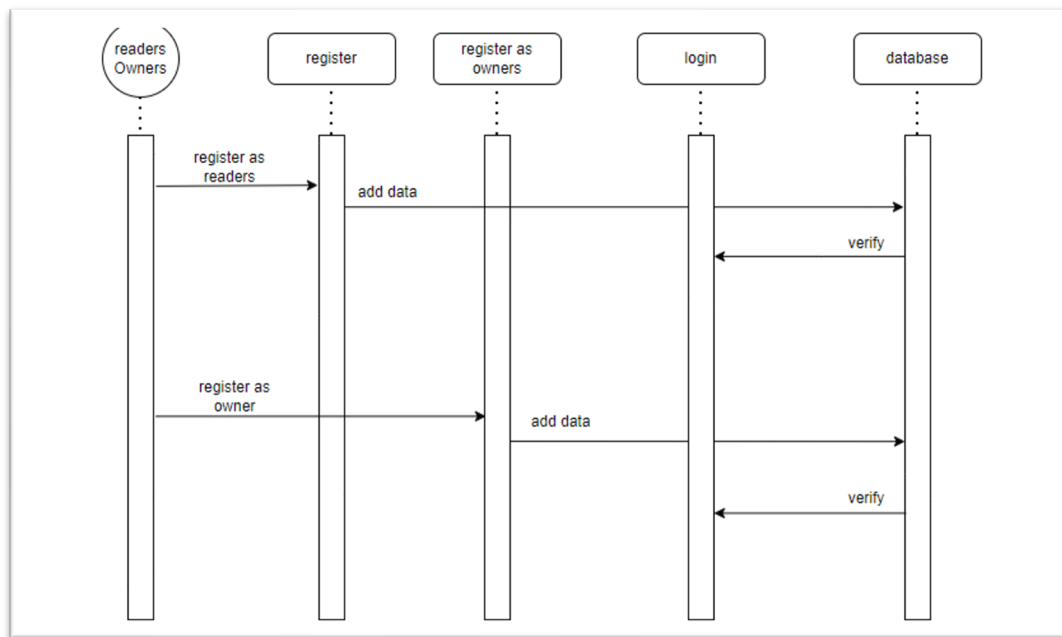 readers
Owners
register
register as
owners
login
database
register as
readers
add data
verify
register as
owner
add data
verify